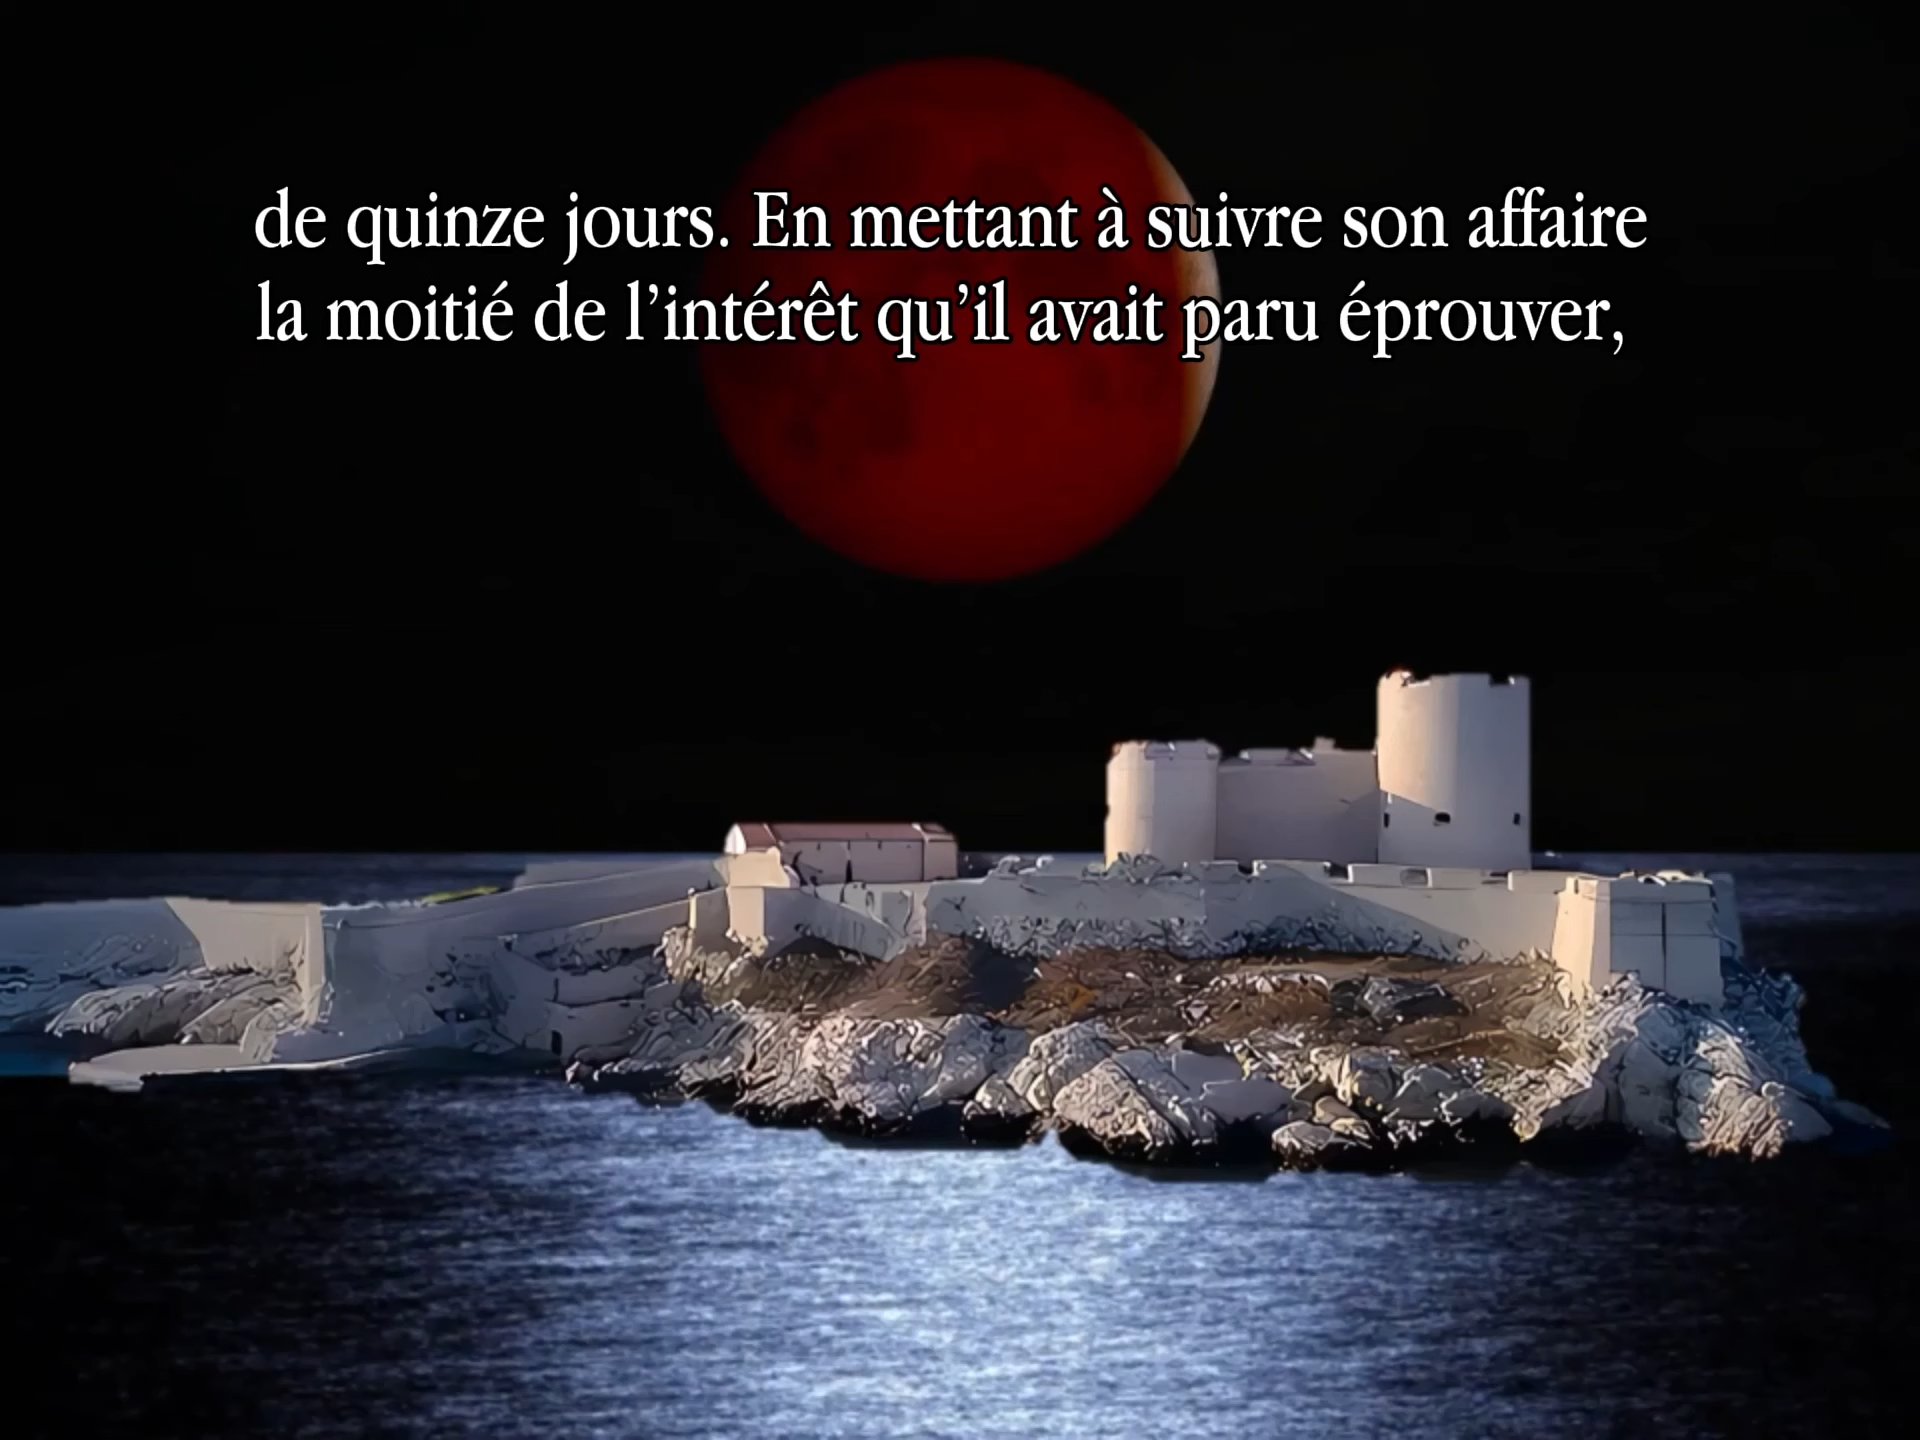 de quinze jours. En mettant à suivre son affaire
la moitié de l’intérêt qu’il avait paru éprouver,